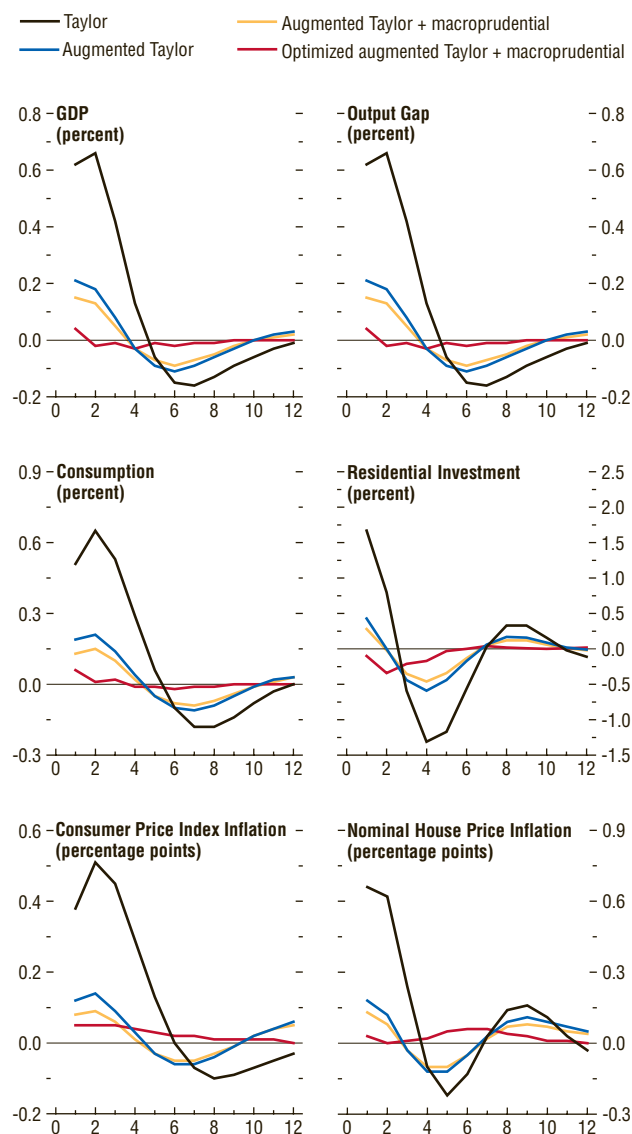 Taylor
Augmented Taylor
Augmented Taylor + macroprudential
Optimized augmented Taylor + macroprudential
GDP
(percent)
0.8
0.6
0.4
0.2
0.0
-0.2
0 2 4 6 8 10 12
Output Gap
(percent)
0.8
0.6
0.4
0.2
0.0
-0.2
0 2 4 6 8 10 12
Consumption
(percent)
0.9
0.6
0.3
0.0
-0.3
0 2 4 6 8 10 12
Residential Investment
(percent)
2.5
2.0
1.5
1.0
0.5
0.0
-0.5
-1.0
-1.5
0 2 4 6 8 10 12
Consumer Price Index Inflation
(percentage points)
0.6
0.4
0.2
0.0
-0.2
0 2 4 6 8 10 12
Nominal House Price Inflation
(percentage points)
0.9
0.6
0.3
0.0
-0.3
0 2 4 6 8 10 12